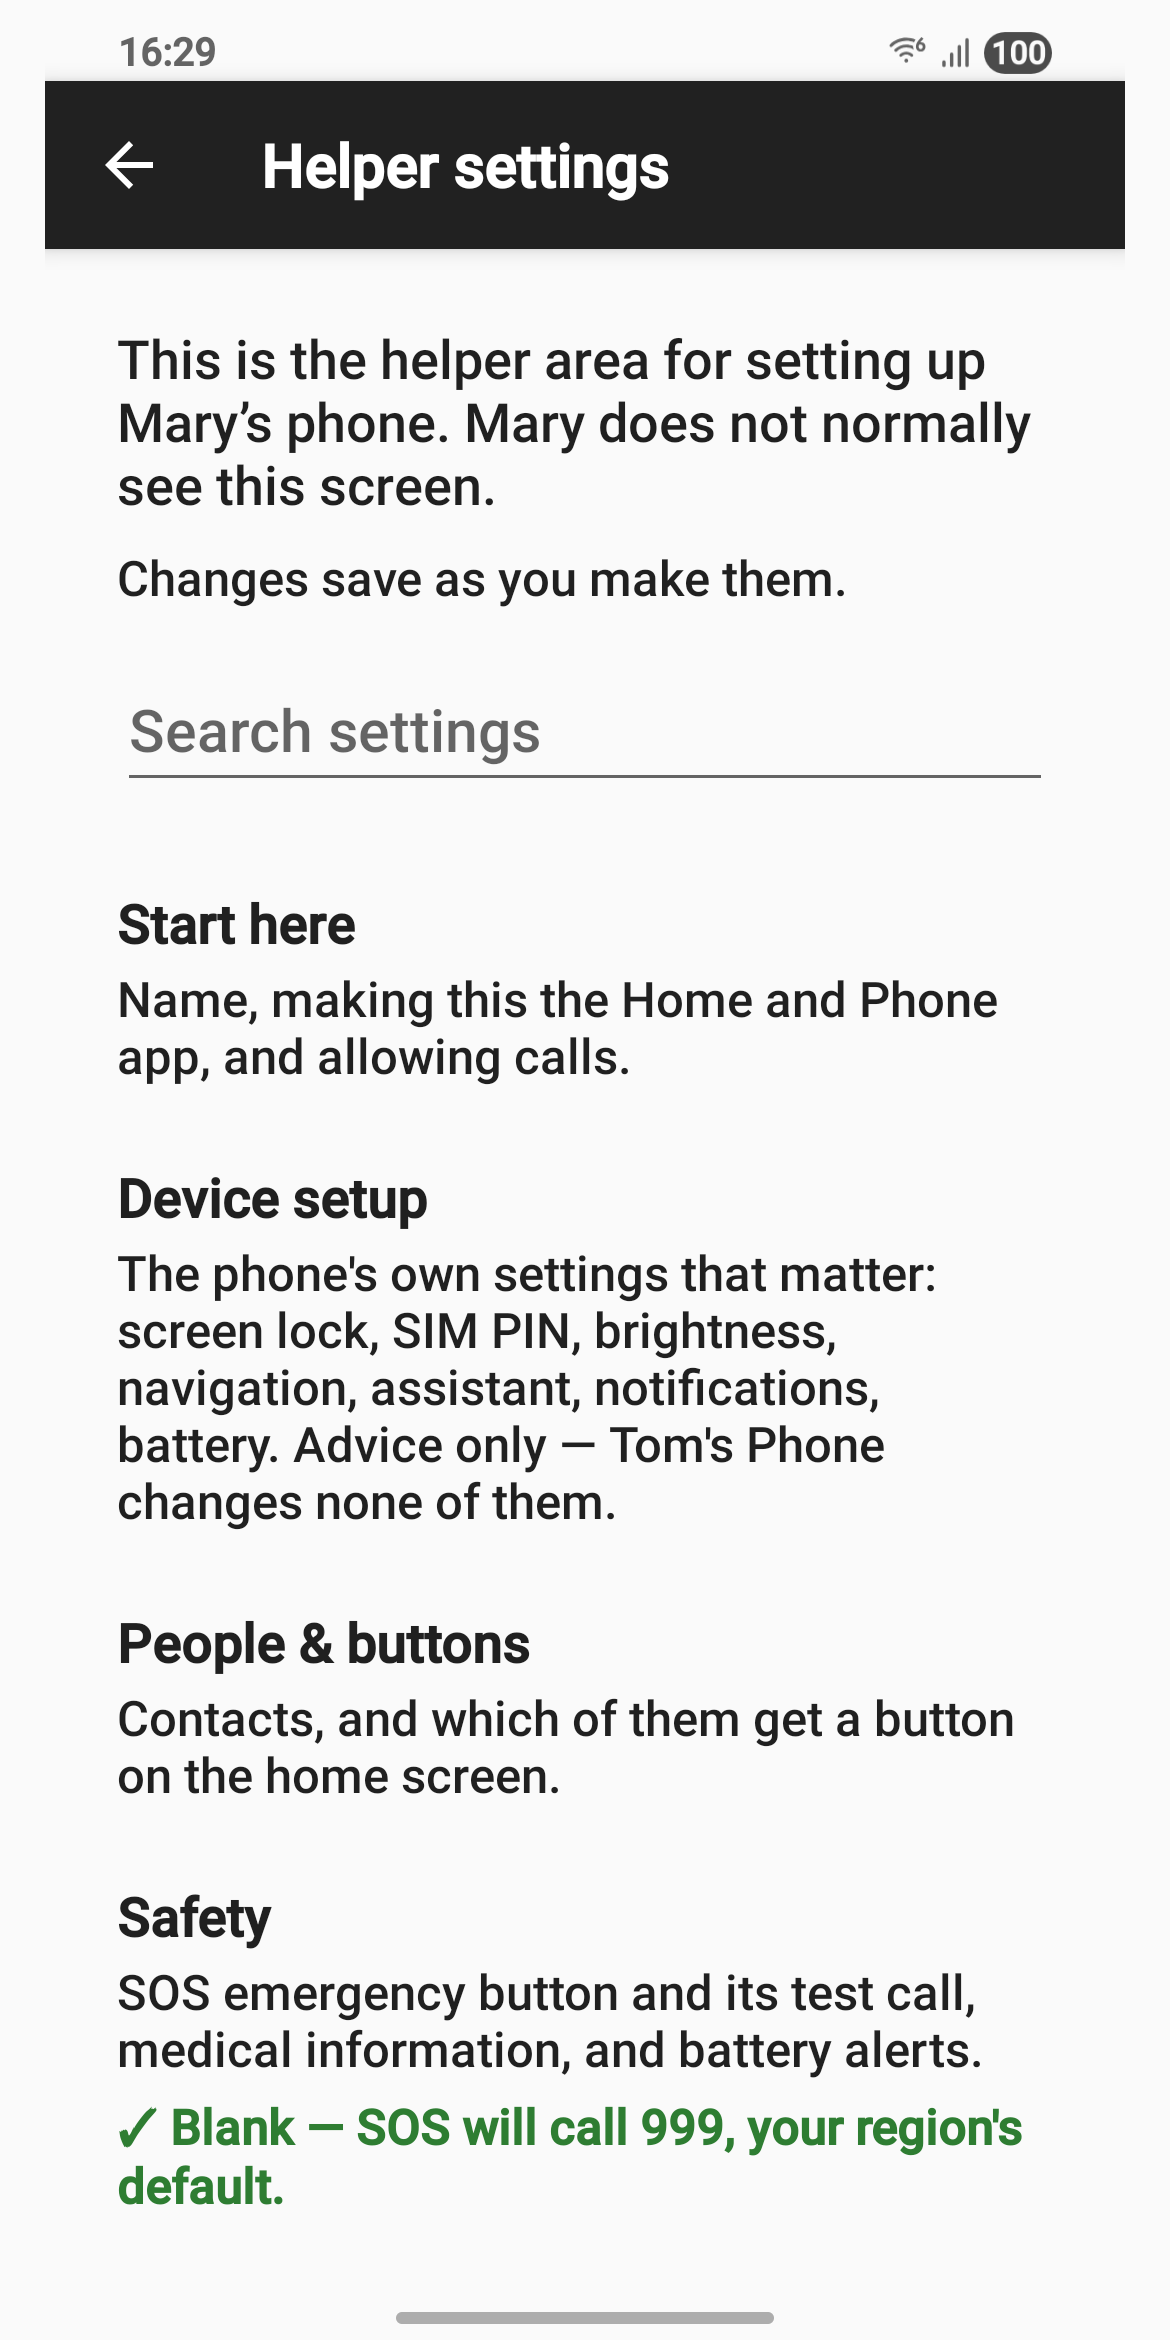 16:29
6
100
Helper settings
This is the helper area for setting up
Mary’s phone. Mary does not normally
see this screen.
Changes save as you make them.
Search settings
Start here
Name, making this the Home and Phone
app, and allowing calls.
Device setup
The phone's own settings that matter:
screen lock, SIM PIN, brightness,
navigation, assistant, notifications,
battery. Advice only — Tom's Phone
changes none of them.
People & buttons
Contacts, and which of them get a button
on the home screen.
Safety
SOS emergency button and its test call,
medical information, and battery alerts.
✓ Blank — SOS will call 999, your region's
default.